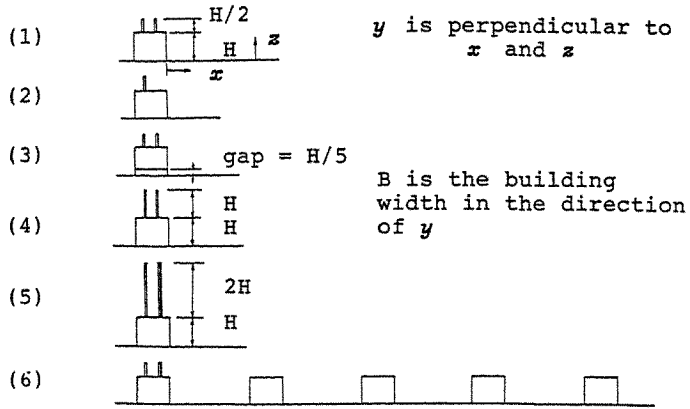 H/2
(1)
H
z
x
y is perpendicular to
x and z
(2)
(3)
gap = H/5
B is the building
width in the direction
of y
(4)
H
H
(5)
2H
H
(6)